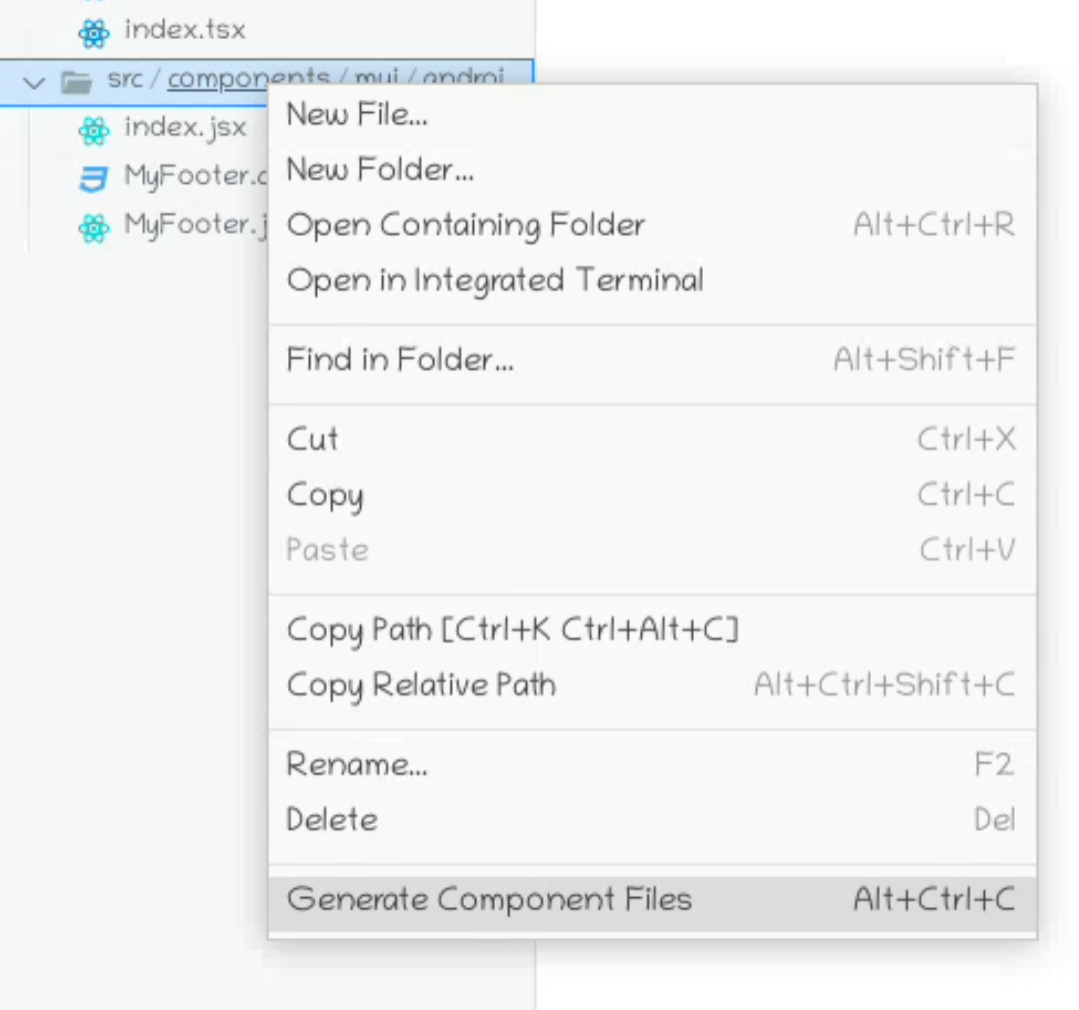 index.tsx
src / components / mui / androi
index.jsx
MyFooter.c
MyFooter.j
New File...
New Folder...
Open Containing Folder Alt+Ctrl+R
Open in Integrated Terminal
Find in Folder... Alt+Shift+F
Cut Ctrl+X
Copy Ctrl+C
Paste Ctrl+V
Copy Path [Ctrl+K Ctrl+Alt+C]
Copy Relative Path Alt+Ctrl+Shift+C
Rename... F2
Delete Del
Generate Component Files Alt+Ctrl+C